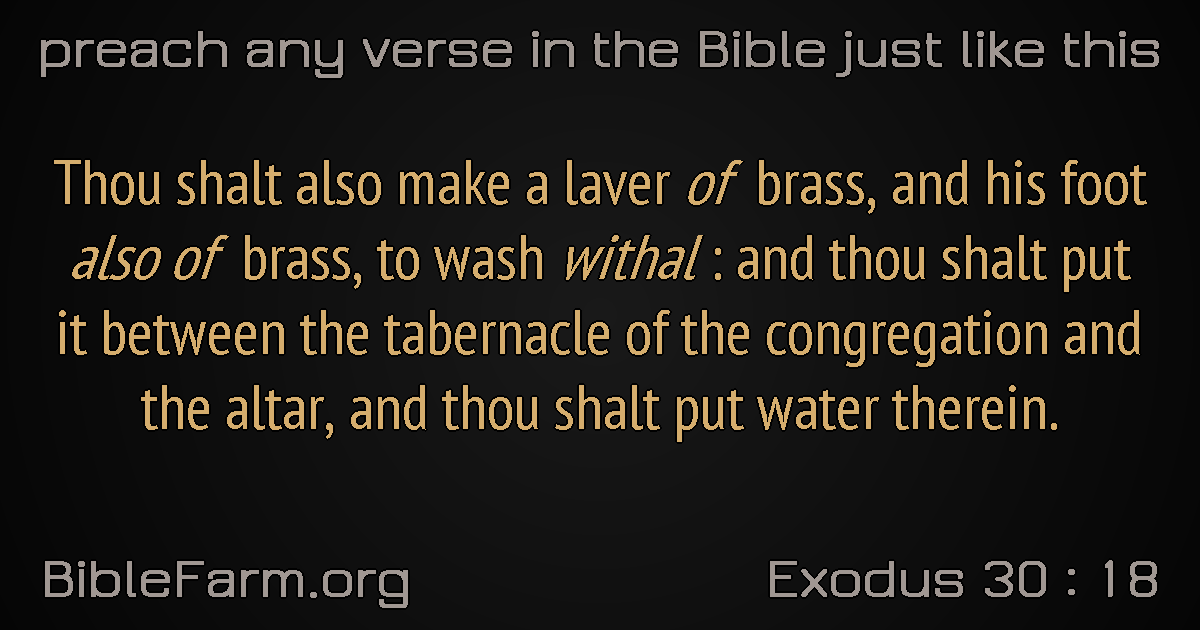 preach any verse in the Bible just like this
Thou shalt also make a laver of brass, and his foot
also of brass, to wash withal : and thou shalt put
it between the tabernacle of the congregation and
the altar, and thou shalt put water therein.
BibleFarm.org
Exodus 30 : 18